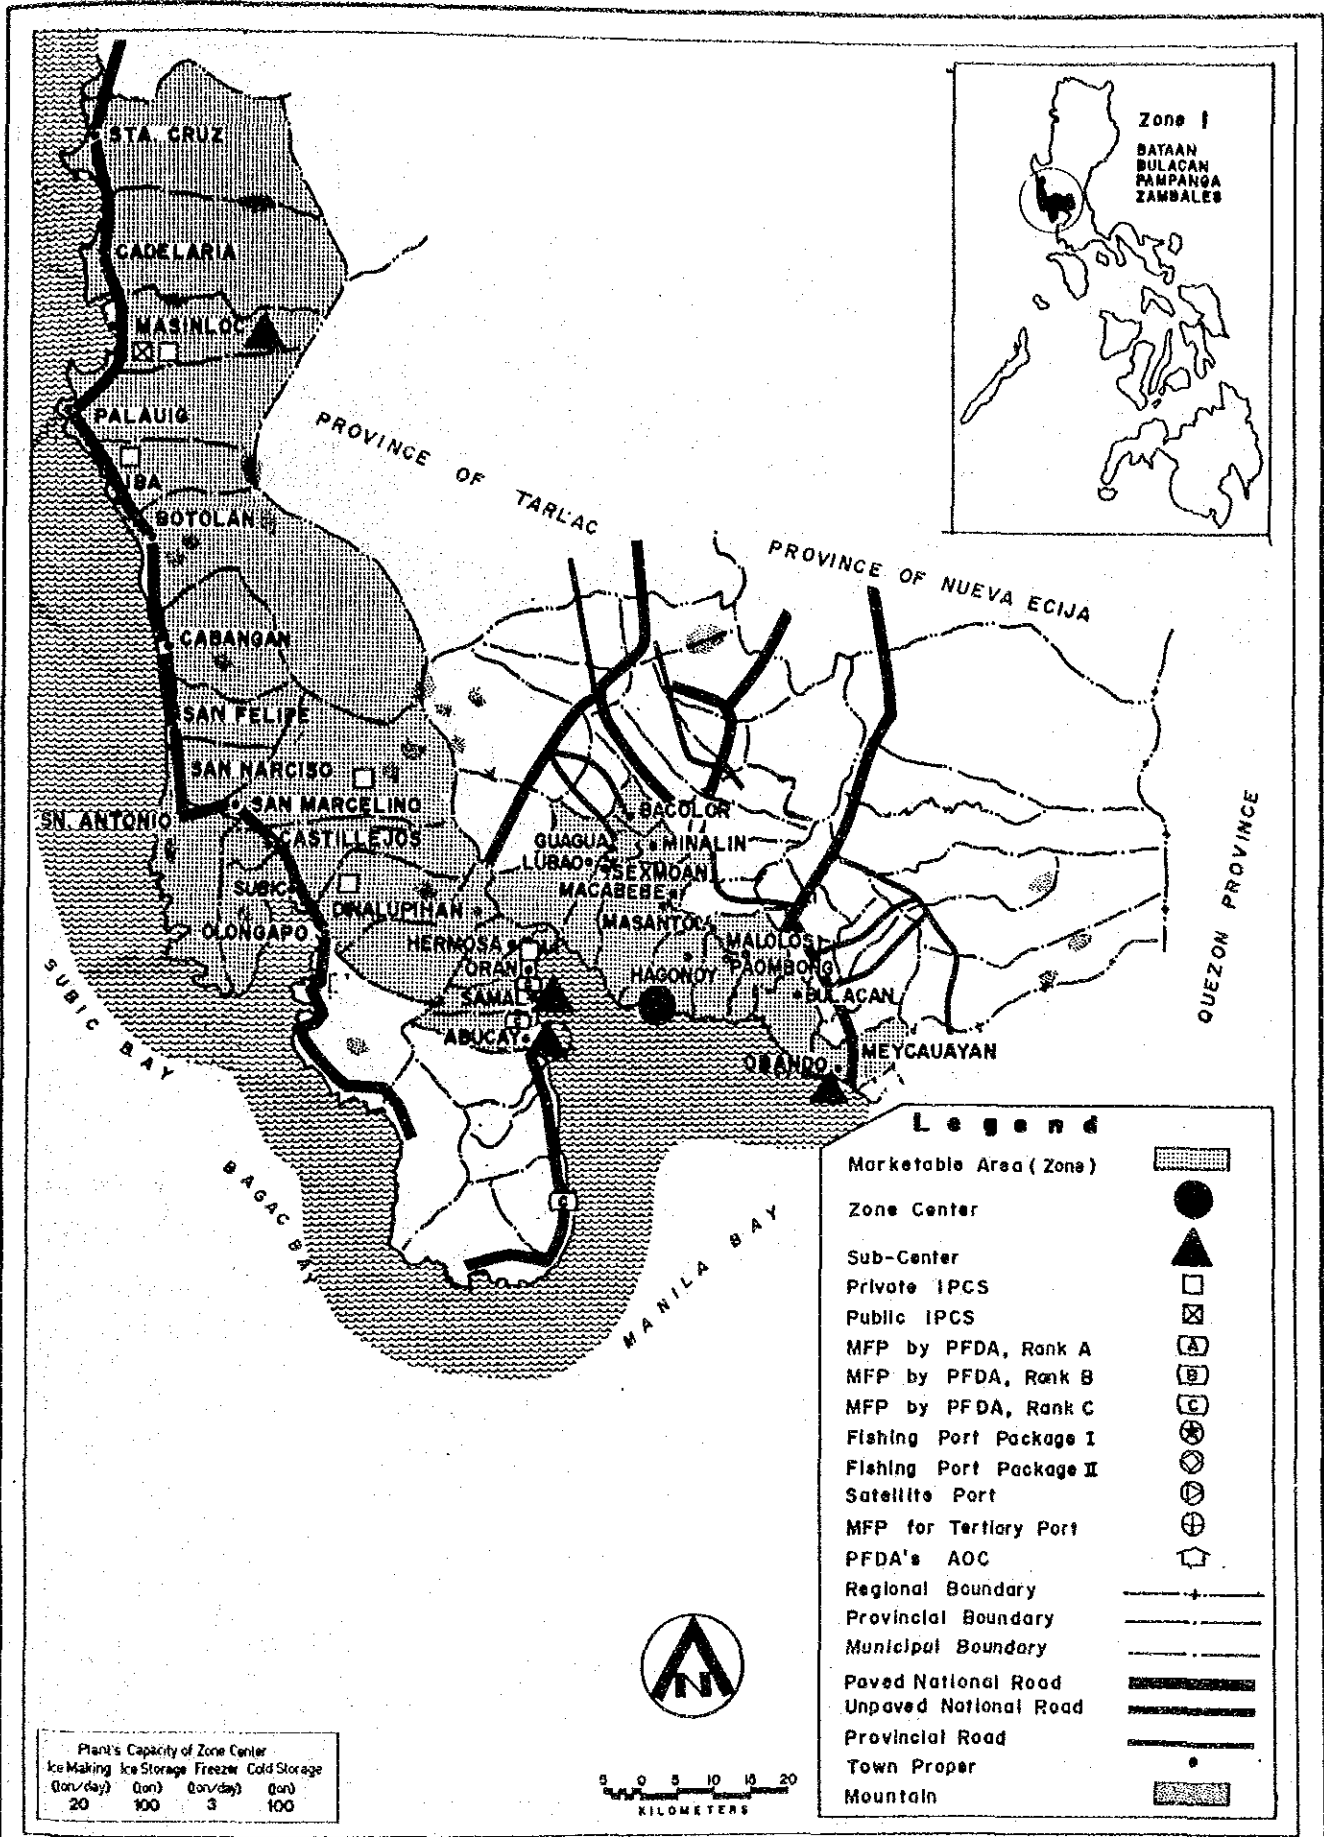 Zone I
BATAAN
BULACAN
PAMPANGA
ZAMBALES
STA. CRUZ
CADELARIA
MASINLOC
PALAUIG
IBA
BOTOLAN
CABANGAN
SAN FELIPE
SAN NARCISO
SAN MARCELINO
SN. ANTONIO
CASTILLEJOS
SUBIC
OLONGAPO
DINALUPIHAN
HERMOSA
ORANI
SAMAL
ABUCAY
B
C
GUAGUA
LUBAO
BACOLOR
MINALIN
SEXMOAN
MACABEBE
MASANTOL
HAGONOY
MALOLOS
PAOMBONG
BULACAN
OBANDO
MEYCAUAYAN
PROVINCE OF TARLAC
PROVINCE OF NUEVA ECIJA
QUEZON PROVINCE
SUBIC BAY
BAGAC BAY
MANILA BAY
Legend
Marketable Area (Zone)
Zone Center
Sub-Center
Private IPCS
Public IPCS
MFP by PFDA, Rank A
A
MFP by PFDA, Rank B
B
MFP by PFDA, Rank C
C
Fishing Port Package I
Fishing Port Package II
Satellite Port
MFP for Tertiary Port
PFDA's AOC
Regional Boundary
Provincial Boundary
Municipal Boundary
Paved National Road
Unpaved National Road
Provincial Road
Town Proper
Mountain
N
5 0 5 10 15 20
KILOMETERS
Plant's Capacity of Zone Center
Ice Making Ice Storage Freezer Cold Storage
(ton/day) (ton) (ton/day) (ton)
20 100 3 100